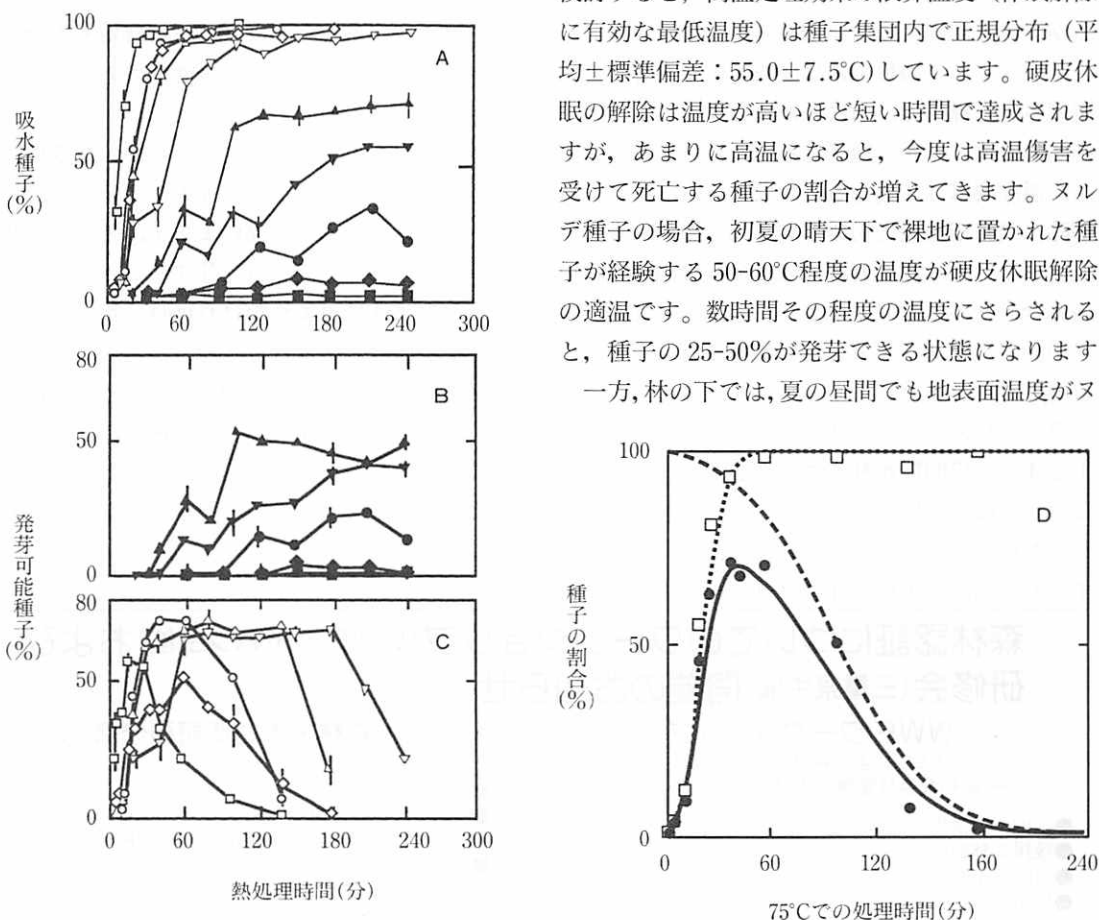 に有効な最低温度)は種子集団内で正規分布(平
均±標準偏差:55.0±7.5°C)しています。硬皮休
眠の解除は温度が高いほど短い時間で達成されま
すが,あまりに高温になると,今度は高温傷害を
受けて死亡する種子の割合が増えてきます。ヌル
デ種子の場合,初夏の晴天下で裸地に置かれた種
子が経験する 50-60°C程度の温度が硬皮休眠解除
の適温です。数時間その程度の温度にさらされる
と,種子の 25-50%が発芽できる状態になります
一方,林の下では,夏の昼間でも地表面温度がヌ
100
50
0
A
吸水種子
(%)
0 60 120 180 240 300
80
50
0
B
80
50
0
C
発芽可能種子
(%)
0 60 120 180 240 300
熱処理時間(分)
100
50
0
D
種子の割合
(%)
0 60 120 160 240
75°Cでの処理時間(分)